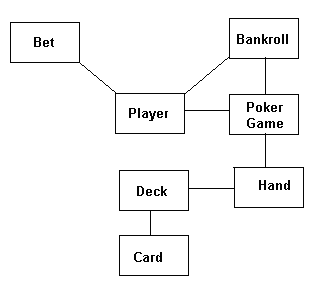 Bet
Bankroll
Player
Poker
Game
Deck
Hand
Card